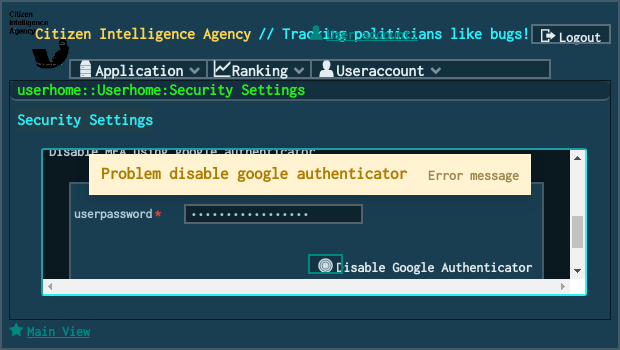 Citizen
Intelligence
Agency
Citizen Intelligence Agency // Tracking politicians like bugs!
Logout
Application Ranking Useraccount
userhome::Userhome:Security Settings
Security Settings
Disable MFA using google authenticator
Problem disable google authenticator Error message
userpassword* •••••••••••••••••
Disable Google Authenticator
Main View